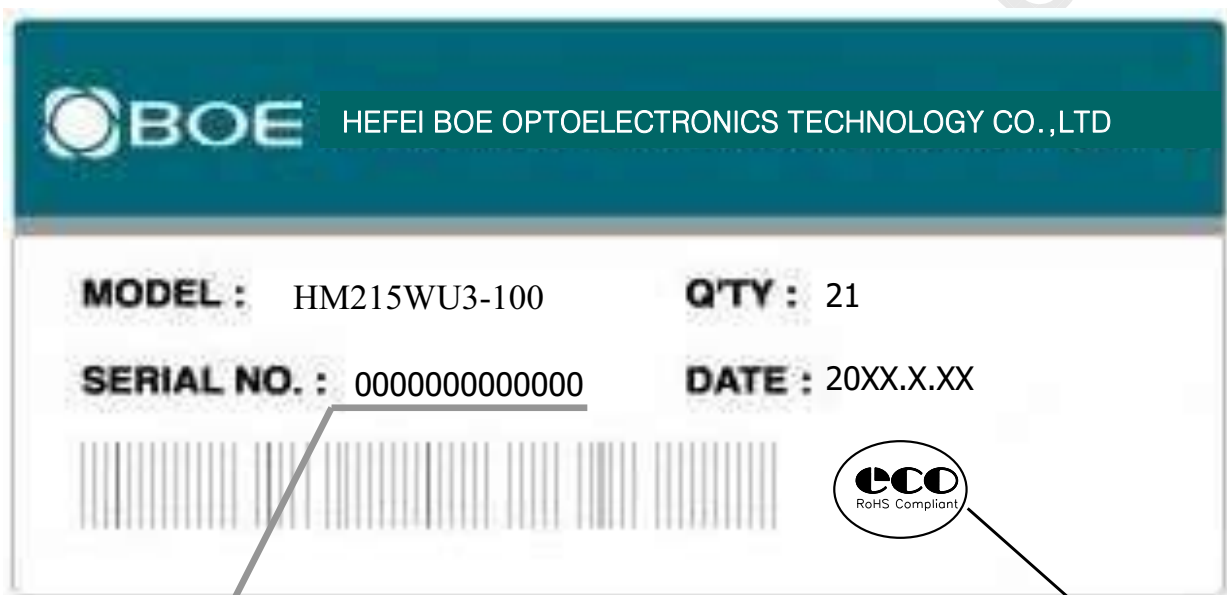 BOE HEFEI BOE OPTOELECTRONICS TECHNOLOGY CO.,LTD
MODEL : HM215WU3-100 Q'TY : 21
SERIAL NO. : 0000000000000 DATE : 20XX.X.XX
eco
RoHS Compliant